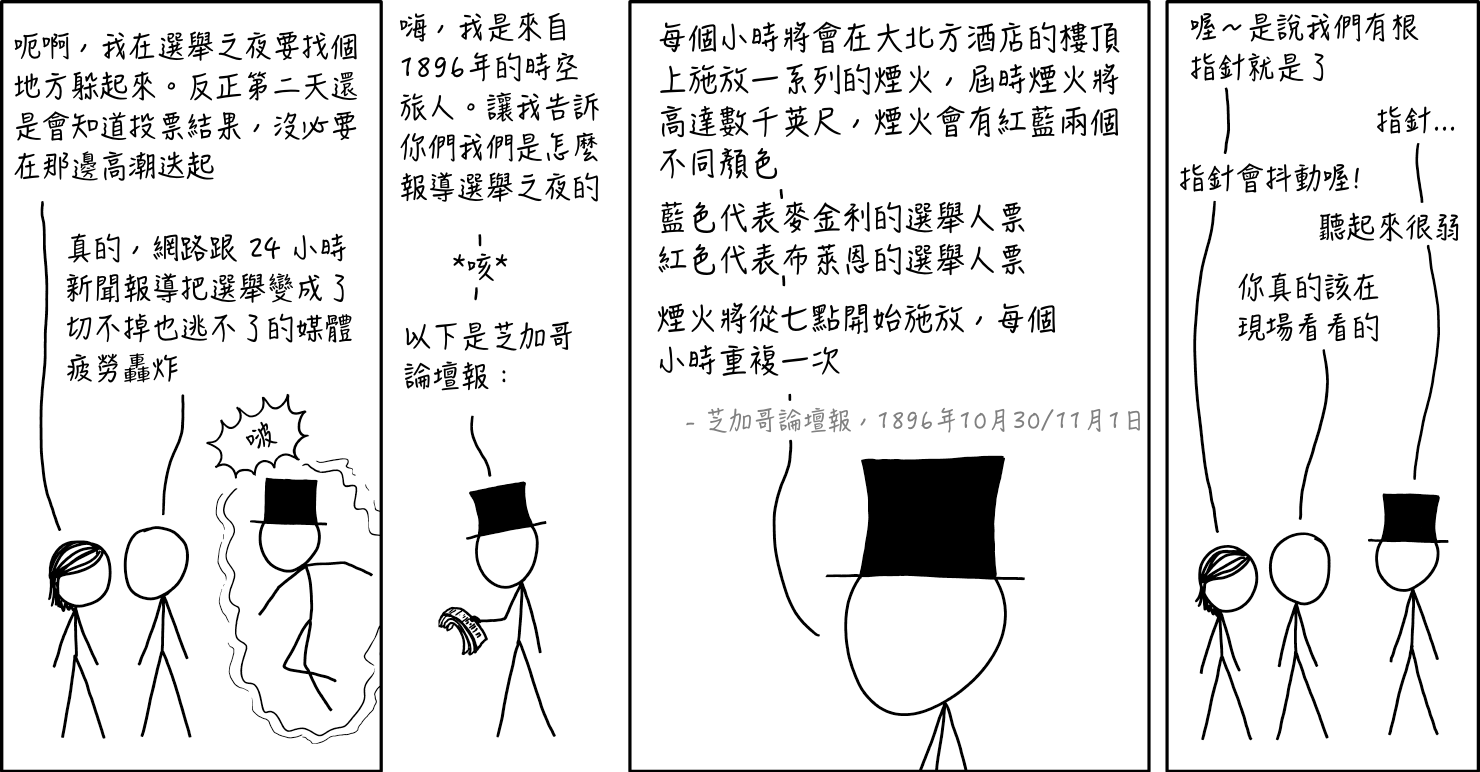 呃啊，我在選舉之夜要找個
地方躲起來。反正第二天還
是會知道投票結果，沒必要
在那邊高潮迭起
真的，網路跟 24 小時
新聞報導把選舉變成了
切不掉也逃不了的媒體
疲勞轟炸
啵
嗨，我是來自
1896年的時空
旅人。讓我告訴
你們我們是怎麼
報導選舉之夜的
*咳*
以下是芝加哥
論壇報：
每個小時將會在大北方酒店的樓頂
上施放一系列的煙火，屆時煙火將
高達數千英尺，煙火會有紅藍兩個
不同顏色
藍色代表麥金利的選舉人票
紅色代表布萊恩的選舉人票
煙火將從七點開始施放，每個
小時重複一次
- 芝加哥論壇報，1896年10月30/11月1日
喔～是說我們有根
指針就是了
指針...
指針會抖動喔!
聽起來很弱
你真的該在
現場看看的